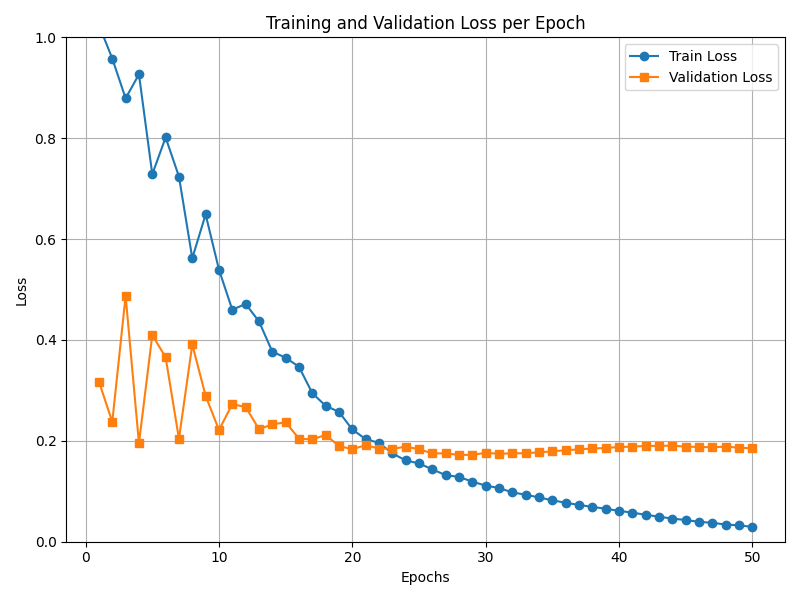 Training and Validation Loss per Epoch
Train Loss
Validation Loss
Loss
1.0
0.8
0.6
0.4
0.2
0.0
0 10 20 30 40 50
Epochs